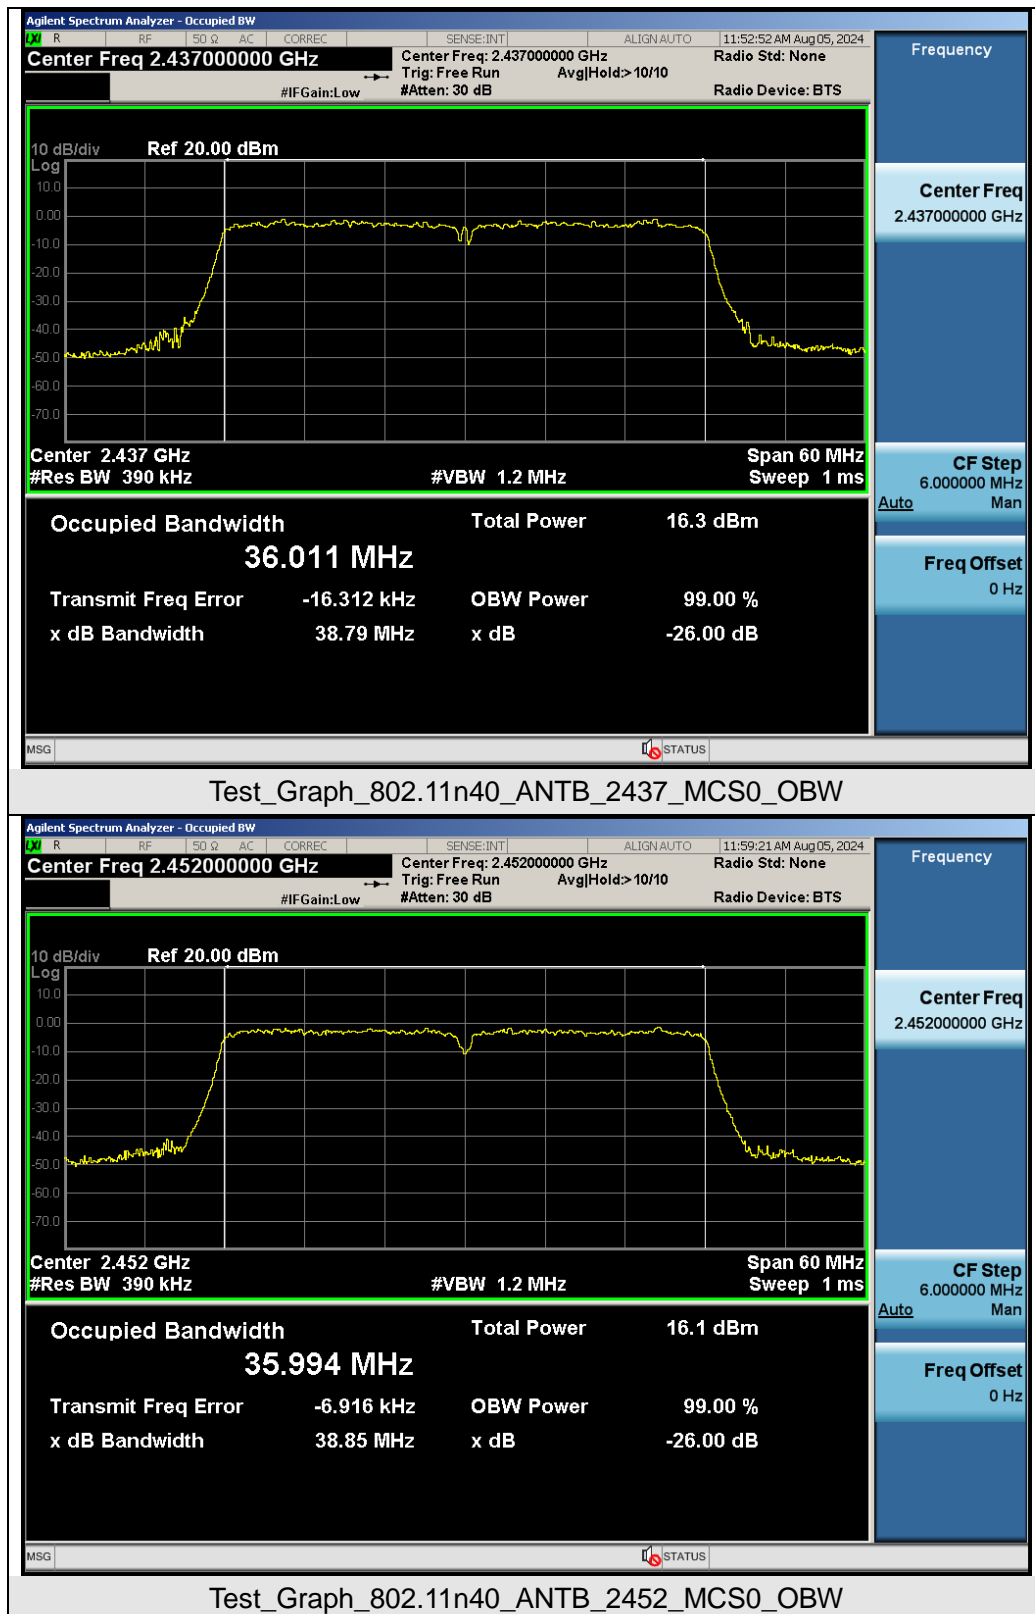 Agilent Spectrum Analyzer - Occupied BW
LXI R RF 50 Ω AC CORREC SENSE:INT ALIGN AUTO 11:52:52 AM Aug 05, 2024
Center Freq 2.437000000 GHz
Center Freq: 2.437000000 GHz
Radio Std: None
Trig: Free Run Avg|Hold:>10/10
#IFGain:Low
#Atten: 30 dB
Radio Device: BTS
Frequency
10 dB/div Ref 20.00 dBm
Log
10.0
0.00
-10.0
-20.0
-30.0
-40.0
-50.0
-60.0
-70.0
Center 2.437 GHz Span 60 MHz
#Res BW 390 kHz #VBW 1.2 MHz Sweep 1 ms
Center Freq
2.437000000 GHz
CF Step
6.000000 MHz
Auto Man
Freq Offset
0 Hz
Occupied Bandwidth Total Power 16.3 dBm
36.011 MHz
Transmit Freq Error -16.312 kHz OBW Power 99.00 %
x dB Bandwidth 38.79 MHz x dB -26.00 dB
MSG STATUS
Test_Graph_802.11n40_ANTB_2437_MCS0_OBW
Agilent Spectrum Analyzer - Occupied BW
LXI R RF 50 Ω AC CORREC SENSE:INT ALIGN AUTO 11:59:21 AM Aug 05, 2024
Center Freq 2.452000000 GHz
Center Freq: 2.452000000 GHz
Radio Std: None
Trig: Free Run Avg|Hold:>10/10
#IFGain:Low
#Atten: 30 dB
Radio Device: BTS
Frequency
10 dB/div Ref 20.00 dBm
Log
10.0
0.00
-10.0
-20.0
-30.0
-40.0
-50.0
-60.0
-70.0
Center 2.452 GHz Span 60 MHz
#Res BW 390 kHz #VBW 1.2 MHz Sweep 1 ms
Center Freq
2.452000000 GHz
CF Step
6.000000 MHz
Auto Man
Freq Offset
0 Hz
Occupied Bandwidth Total Power 16.1 dBm
35.994 MHz
Transmit Freq Error -6.916 kHz OBW Power 99.00 %
x dB Bandwidth 38.85 MHz x dB -26.00 dB
MSG STATUS
Test_Graph_802.11n40_ANTB_2452_MCS0_OBW